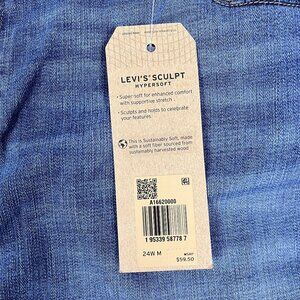 LEVI'S® SCULPT
HYPERSOFT
• Super-soft for enhanced comfort
with supportive stretch
• Sculpts and holds to celebrate
your features
This is Sustainably Soft, made
with a soft fiber sourced from
sustainably harvested wood
A16620000
1 95339 58778 7
24W M
MSRP
$59.50